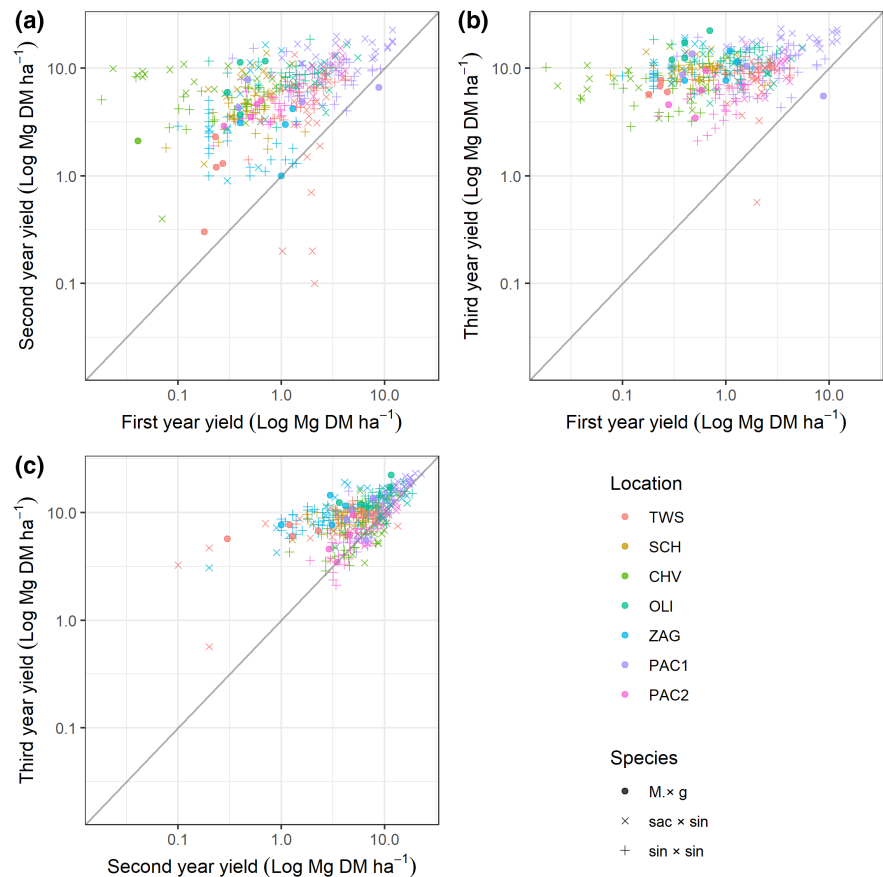 (a)
Second year yield (Log Mg DM ha−1)
10.0
1.0
0.1
0.1 1.0 10.0
First year yield (Log Mg DM ha−1)
(b)
Third year yield (Log Mg DM ha−1)
10.0
1.0
0.1
0.1 1.0 10.0
First year yield (Log Mg DM ha−1)
(c)
Third year yield (Log Mg DM ha−1)
10.0
1.0
0.1
0.1 1.0 10.0
Second year yield (Log Mg DM ha−1)
Location
TWS
SCH
CHV
OLI
ZAG
PAC1
PAC2
Species
M.× g
sac × sin
sin × sin